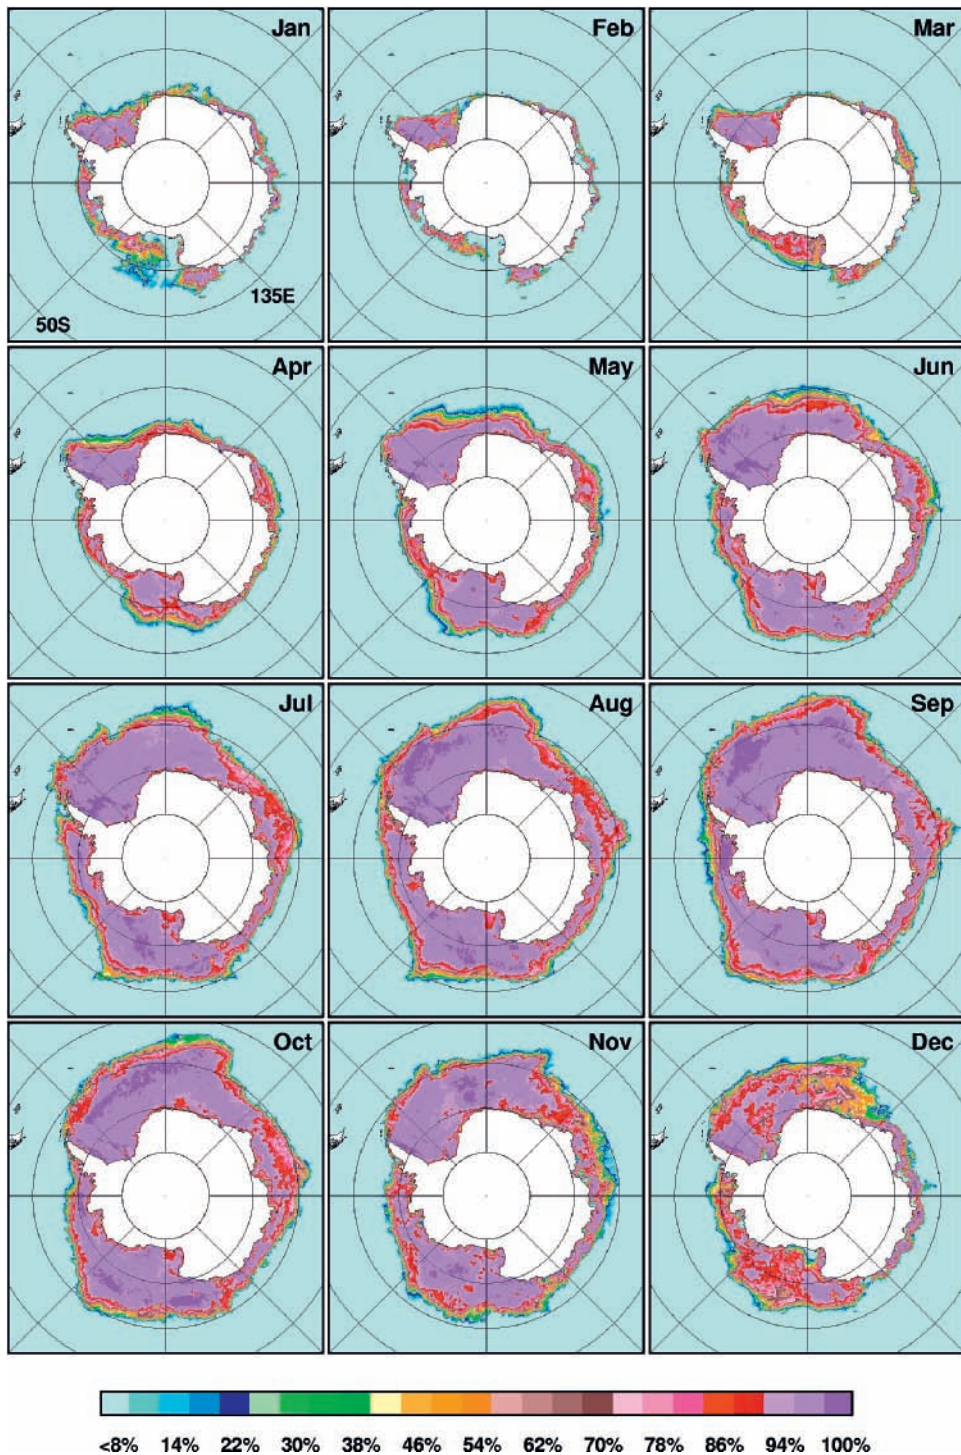 Jan Feb Mar
135E
50S
Apr May Jun
Jul Aug Sep
Oct Nov Dec
<8% 14% 22% 30% 38% 46% 54% 62% 70% 78% 86% 94% 100%